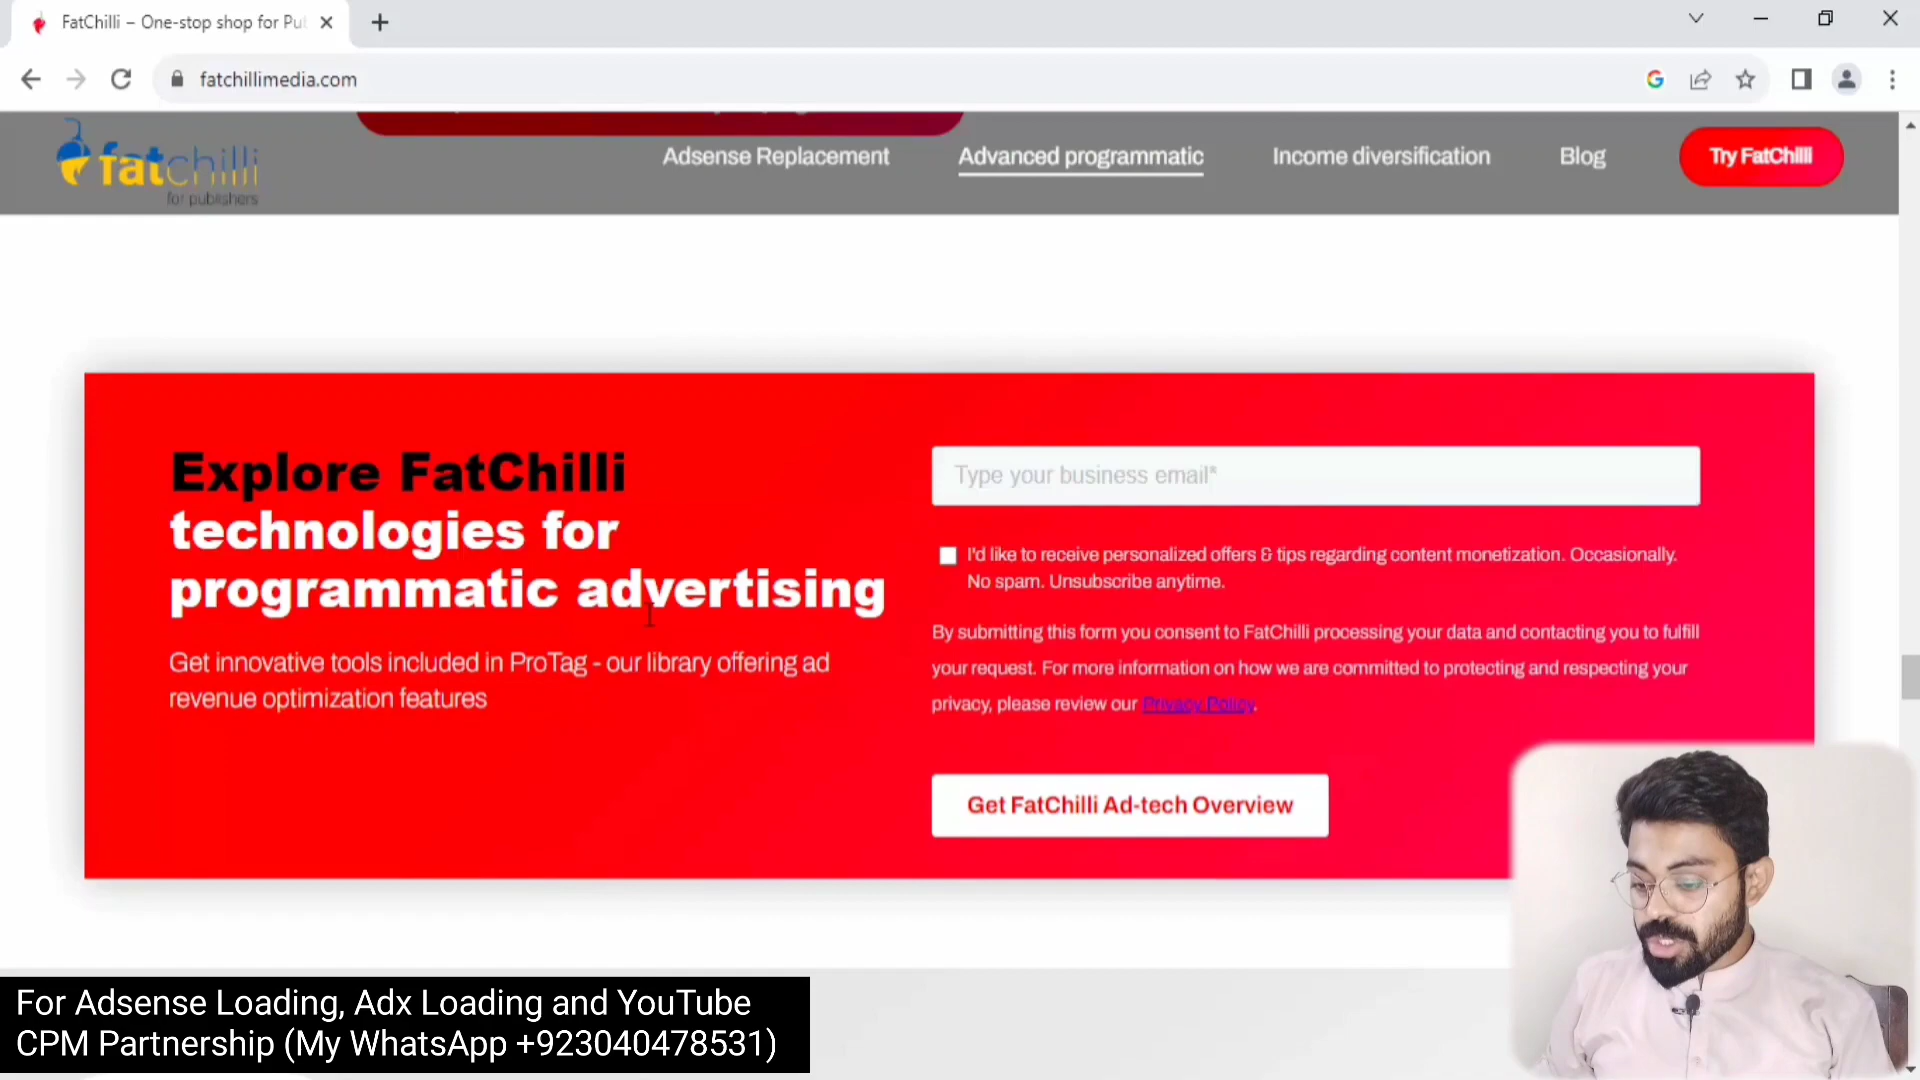 FatChilli – One-stop shop for Pu
fatchillimedia.com
fatchilli
for publishers
Adsense Replacement
Advanced programmatic
Income diversification
Blog
Try FatChilli
Explore FatChilli
technologies for
programmatic advertising
Get innovative tools included in ProTag - our library offering ad
revenue optimization features
Type your business email*
I'd like to receive personalized offers & tips regarding content monetization. Occasionally.
No spam. Unsubscribe anytime.
By submitting this form you consent to FatChilli processing your data and contacting you to fulfill
your request. For more information on how we are committed to protecting and respecting your
privacy, please review our Privacy Policy.
Get FatChilli Ad-tech Overview
For Adsense Loading, Adx Loading and YouTube
CPM Partnership (My WhatsApp +923040478531)